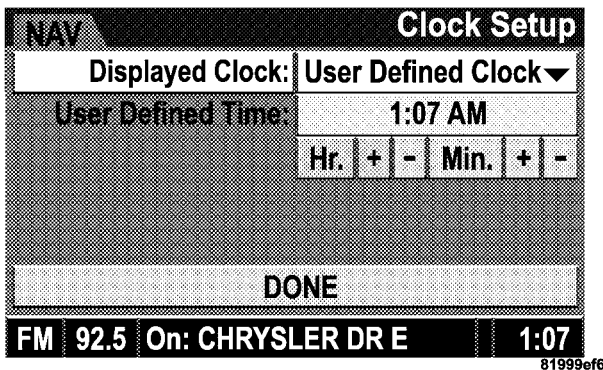 NAV Clock Setup
Displayed Clock: User Defined Clock
User Defined Time: 1:07 AM
Hr. + - Min. + -
DONE
FM 92.5 On: CHRYSLER DR E 1:07
81999ef6